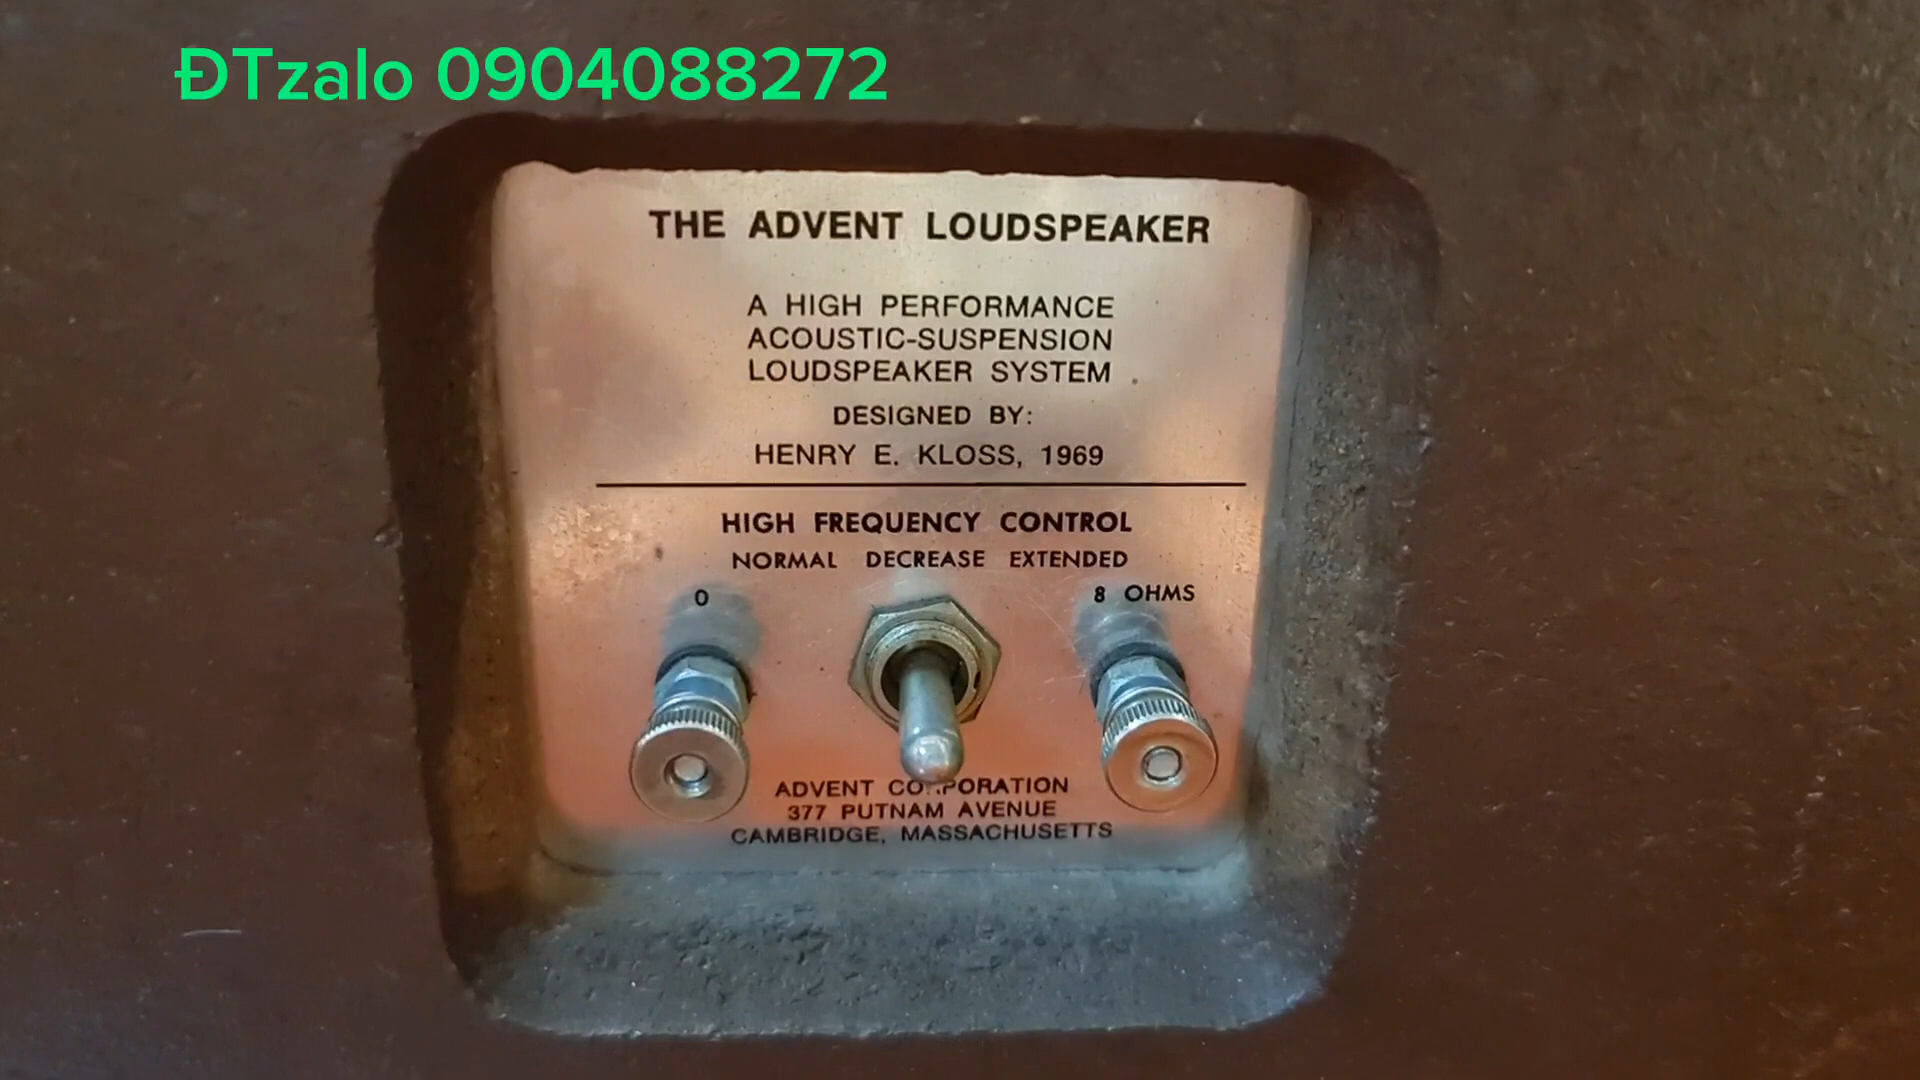 ĐTzalo 0904088272
THE ADVENT LOUDSPEAKER
A HIGH PERFORMANCE
ACOUSTIC-SUSPENSION
LOUDSPEAKER SYSTEM
DESIGNED BY:
HENRY E. KLOSS, 1969
HIGH FREQUENCY CONTROL
NORMAL DECREASE EXTENDED
0 8 OHMS
ADVENT CORPORATION
377 PUTNAM AVENUE
CAMBRIDGE, MASSACHUSETTS